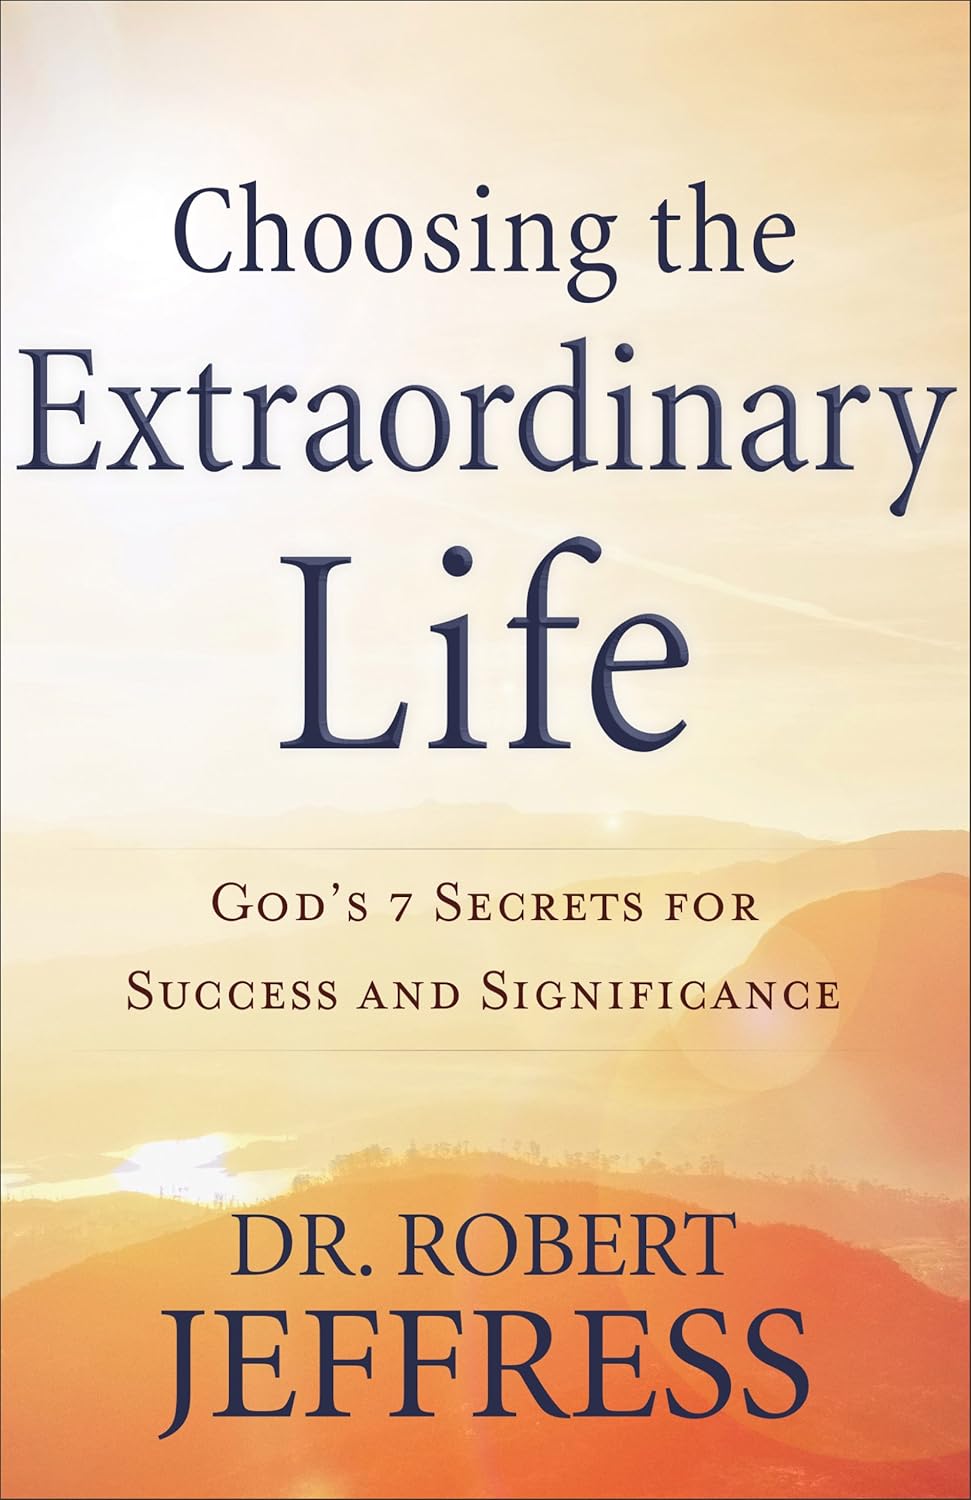 Choosing the
Extraordinary
Life
God's 7 Secrets for
Success and Significance
DR. ROBERT
JEFFRESS